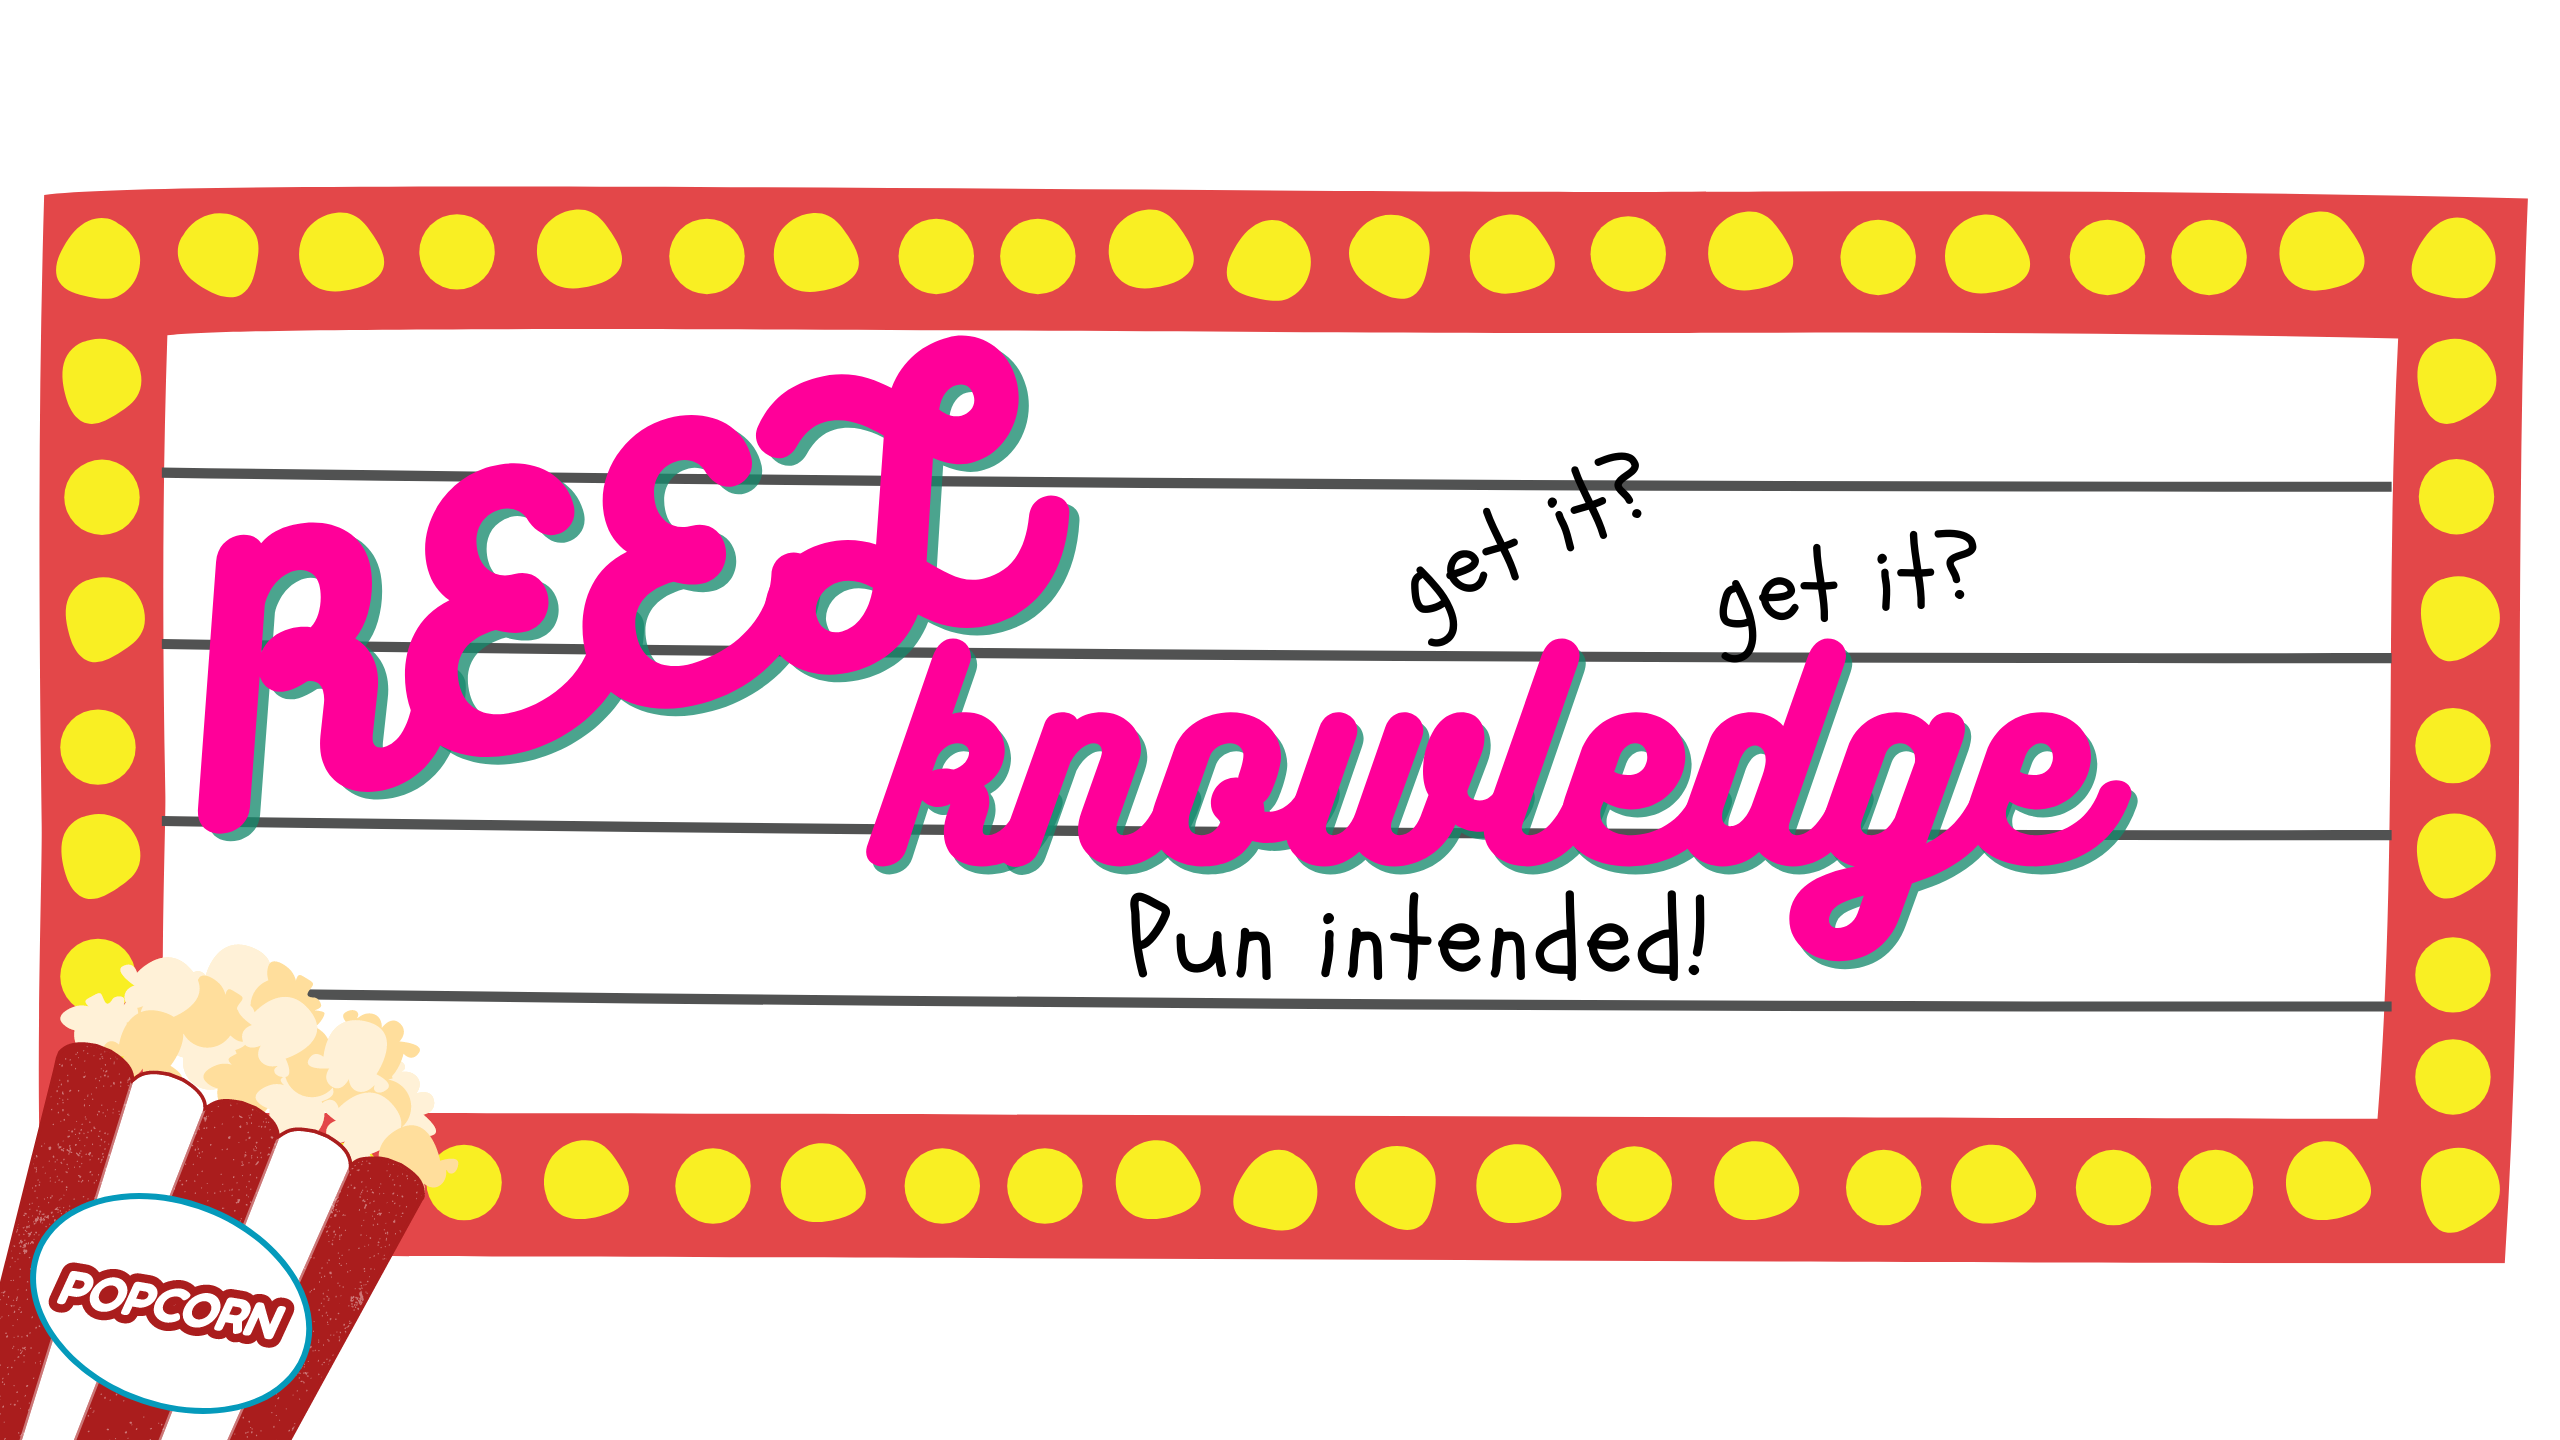 REEL
get it?
get it?
knowledge
Pun intended!
POPCORN